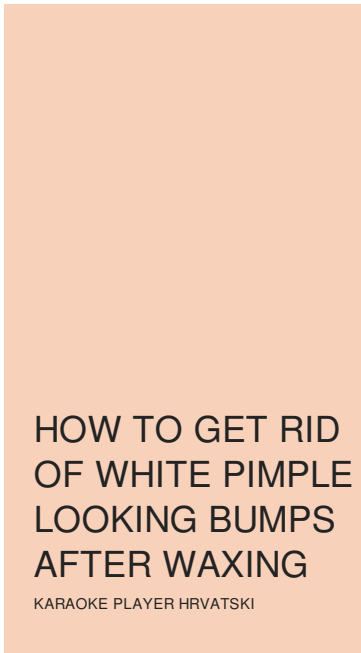 HOW TO GET RID
OF WHITE PIMPLE
LOOKING BUMPS
AFTER WAXING
KARAOKE PLAYER HRVATSKI